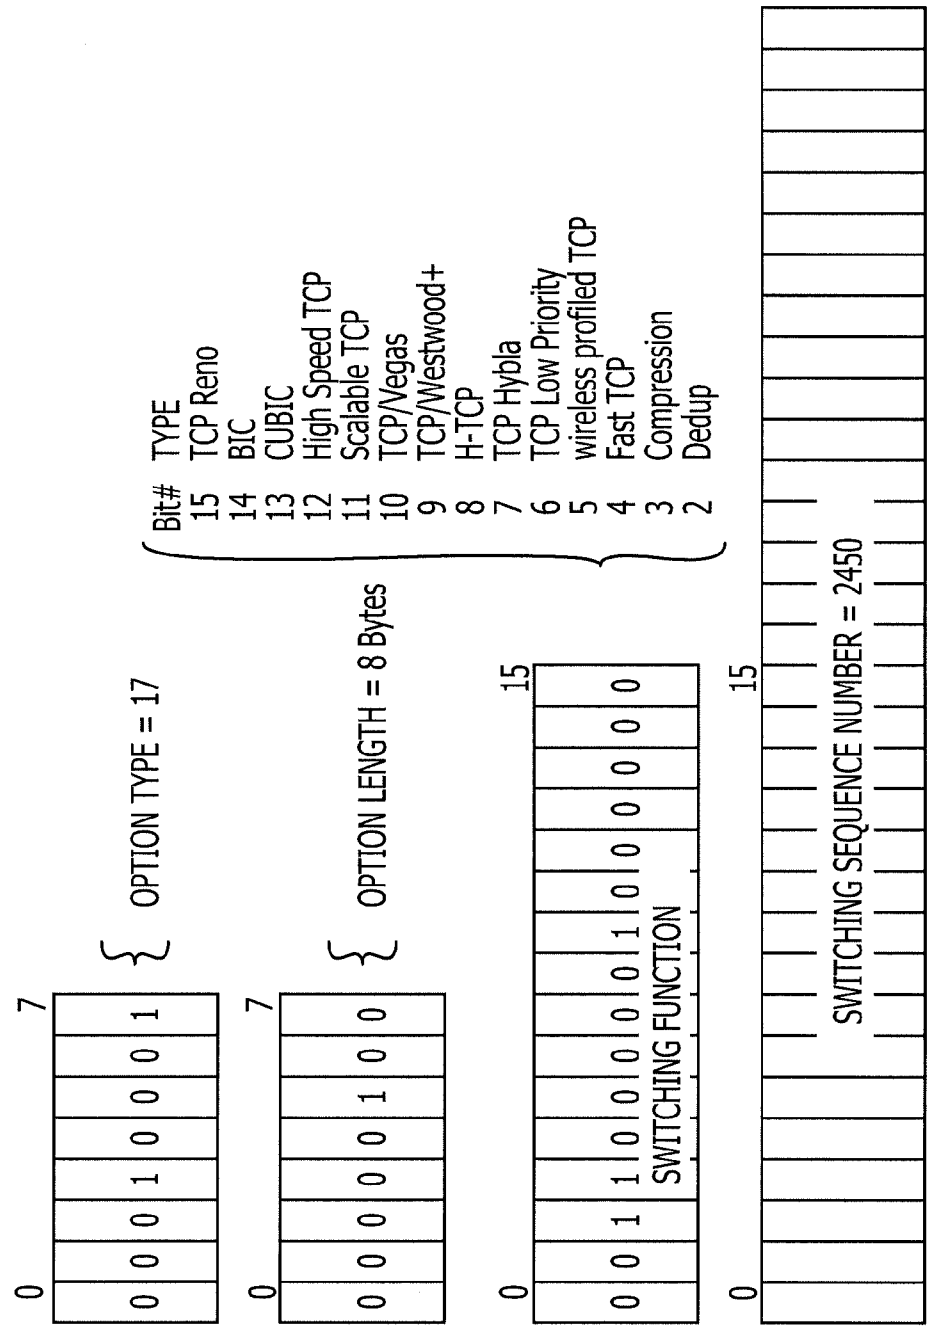 0 7
0 0 0 1 0 0 0 1
OPTION TYPE = 17
0 7
0 0 0 0 0 1 0 0
OPTION LENGTH = 8 Bytes
Bit# TYPE
15 TCP Reno
14 BIC
13 CUBIC
12 High Speed TCP
11 Scalable TCP
10 TCP/Vegas
9 TCP/Westwood+
8 H-TCP
7 TCP Hybla
6 TCP Low Priority
5 wireless profiled TCP
4 Fast TCP
3 Compression
2 Dedup
0 15
0 0 1 1 0 0 0 0 0 1 0 0 0 0 0 0
SWITCHING FUNCTION
0 15
SWITCHING SEQUENCE NUMBER = 2450